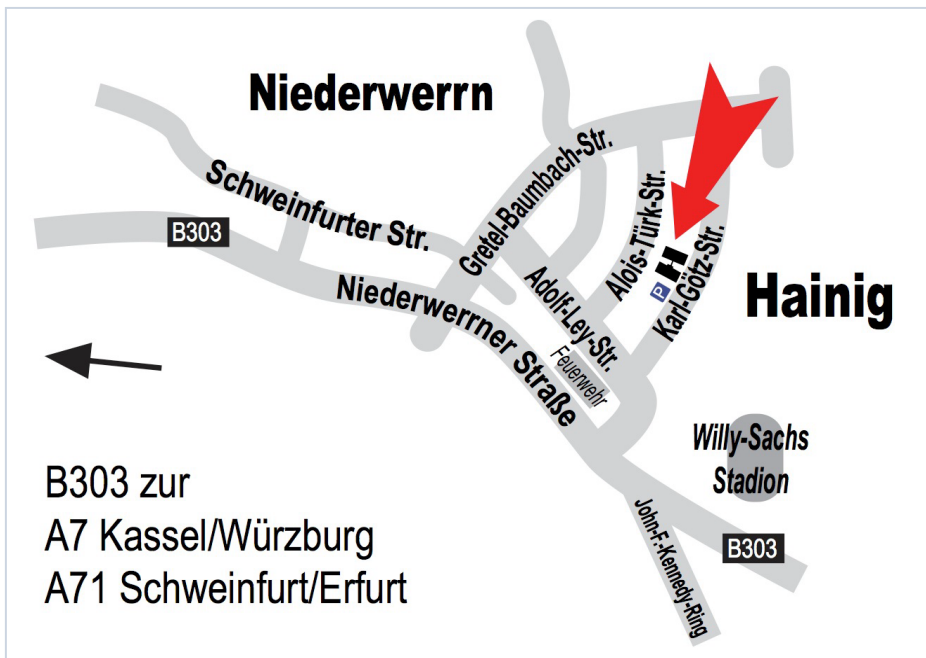 Niederwerrn
Schweinfurter Str.
B303
Gretel-Baumbach-Str.
Alois-Türk-Str.
P
Karl-Götz-Str.
Hainig
Niederwerrner Straße
Adolf-Ley-Str.
Feuerwehr
Willy-Sachs
Stadion
B303 zur
A7 Kassel/Würzburg
A71 Schweinfurt/Erfurt
John-F.-Kennedy-Ring
B303